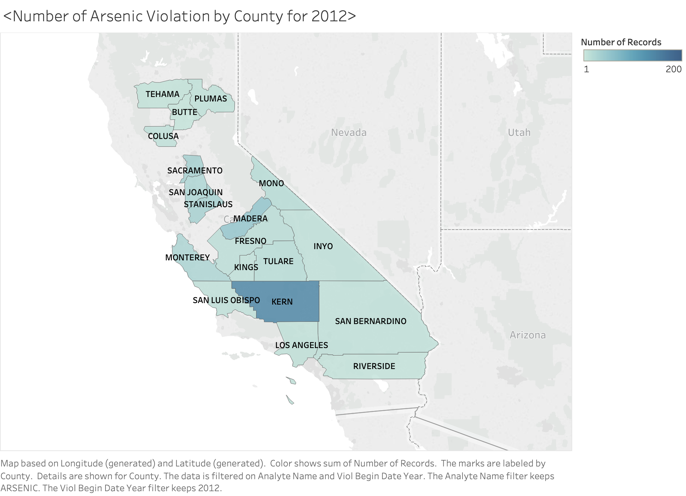 <Number of Arsenic Violation by County for 2012>
Number of Records
1 200
TEHAMA
PLUMAS
BUTTE
COLUSA
Nevada
Utah
SACRAMENTO
MONO
SAN JOAQUIN
STANISLAUS
MADERA
FRESNO
INYO
MONTEREY
KINGS
TULARE
SAN LUIS OBISPO
KERN
SAN BERNARDINO
Arizona
LOS ANGELES
RIVERSIDE
Map based on Longitude (generated) and Latitude (generated).  Color shows sum of Number of Records.  The marks are labeled by
County.  Details are shown for County. The data is filtered on Analyte Name and Viol Begin Date Year. The Analyte Name filter keeps
ARSENIC. The Viol Begin Date Year filter keeps 2012.